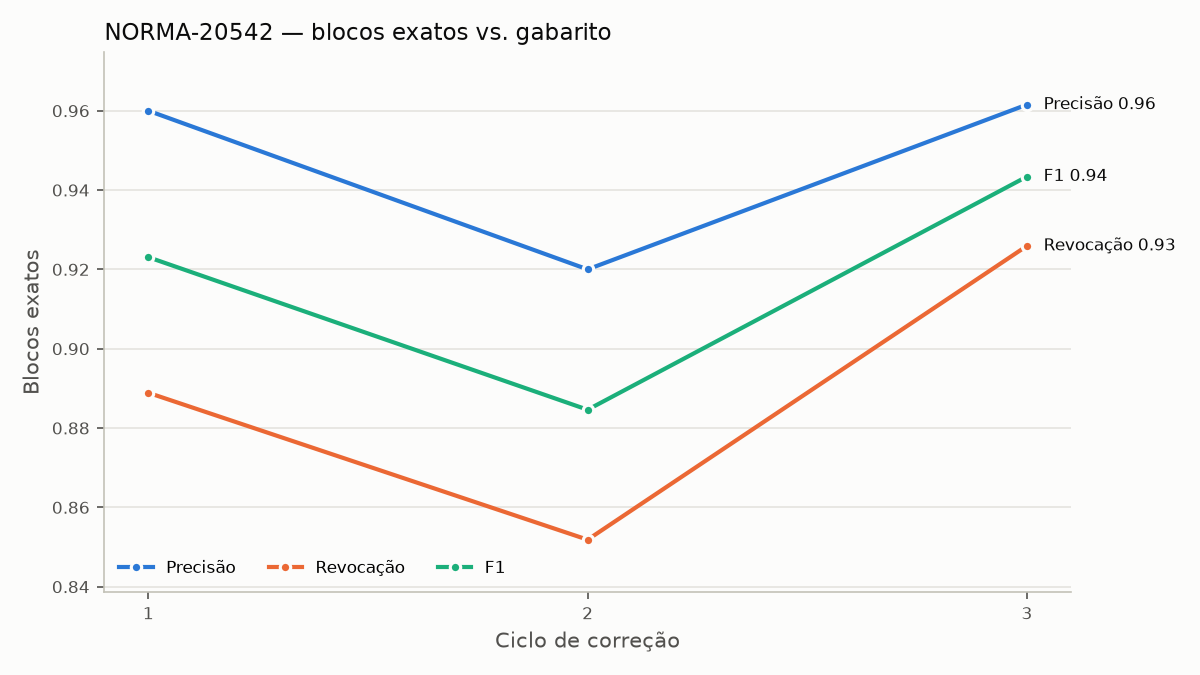 NORMA-20542 — blocos exatos vs. gabarito
Blocos exatos
0.96
0.94
0.92
0.90
0.88
0.86
0.84
Precisão 0.96
F1 0.94
Revocação 0.93
Precisão
Revocação
F1
1
2
3
Ciclo de correção